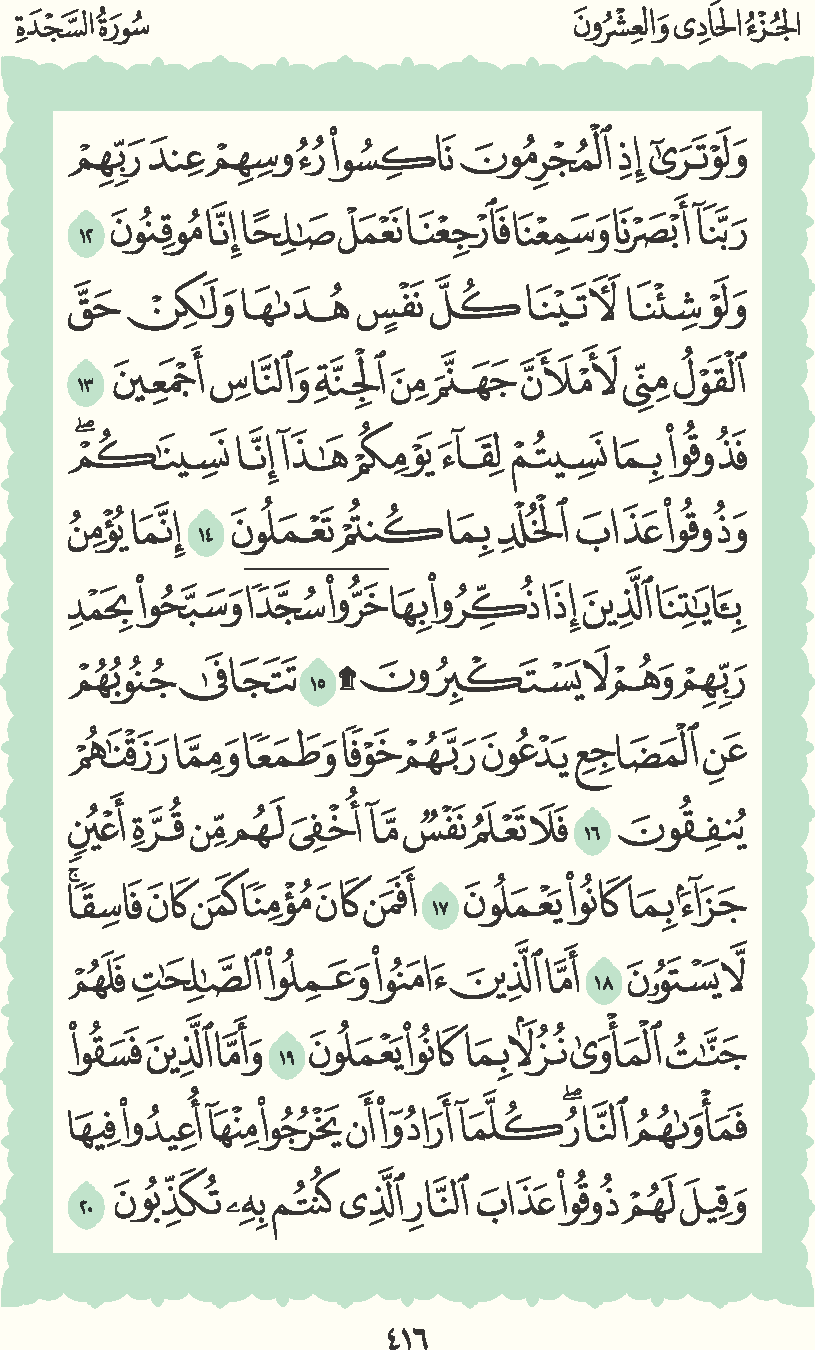 الجُزْءُ الحَادِى وَالعِشْرُونَ
سُورَةُ السَّجْدَةِ
وَلَوْ تَرَىٰٓ إِذِ ٱلْمُجْرِمُونَ نَاكِسُوا۟ رُءُوسِهِمْ عِندَ رَبِّهِمْ
رَبَّنَآ أَبْصَرْنَا وَسَمِعْنَا فَٱرْجِعْنَا نَعْمَلْ صَـٰلِحًا إِنَّا مُوقِنُونَ ١٢
وَلَوْ شِئْنَا لَـَٔاتَيْنَا كُلَّ نَفْسٍ هُدَىٰهَا وَلَـٰكِنْ حَقَّ
ٱلْقَوْلُ مِنِّى لَأَمْلَأَنَّ جَهَنَّمَ مِنَ ٱلْجِنَّةِ وَٱلنَّاسِ أَجْمَعِينَ ١٣
فَذُوقُوا۟ بِمَا نَسِيتُمْ لِقَآءَ يَوْمِكُمْ هَـٰذَآ إِنَّا نَسِينَـٰكُمْ ۖ
وَذُوقُوا۟ عَذَابَ ٱلْخُلْدِ بِمَا كُنتُمْ تَعْمَلُونَ ١٤ إِنَّمَا يُؤْمِنُ
بِـَٔايَـٰتِنَا ٱلَّذِينَ إِذَا ذُكِّرُوا۟ بِهَا خَرُّوا۟ سُجَّدًا وَسَبَّحُوا۟ بِحَمْدِ
رَبِّهِمْ وَهُمْ لَا يَسْتَكْبِرُونَ ۩ ١٥ تَتَجَافَىٰ جُنُوبُهُمْ
عَنِ ٱلْمَضَاجِعِ يَدْعُونَ رَبَّهُمْ خَوْفًا وَطَمَعًا وَمِمَّا رَزَقْنَـٰهُمْ
يُنفِقُونَ ١٦ فَلَا تَعْلَمُ نَفْسٌ مَّآ أُخْفِىَ لَهُم مِّن قُرَّةِ أَعْيُنٍ
جَزَآءًۢ بِمَا كَانُوا۟ يَعْمَلُونَ ١٧ أَفَمَن كَانَ مُؤْمِنًا كَمَن كَانَ فَاسِقًا ۚ
لَّا يَسْتَوُۥنَ ١٨ أَمَّا ٱلَّذِينَ ءَامَنُوا۟ وَعَمِلُوا۟ ٱلصَّـٰلِحَـٰتِ فَلَهُمْ
جَنَّـٰتُ ٱلْمَأْوَىٰ نُزُلًۢا بِمَا كَانُوا۟ يَعْمَلُونَ ١٩ وَأَمَّا ٱلَّذِينَ فَسَقُوا۟
فَمَأْوَىٰهُمُ ٱلنَّارُ ۖ كُلَّمَآ أَرَادُوٓا۟ أَن يَخْرُجُوا۟ مِنْهَآ أُعِيدُوا۟ فِيهَا
وَقِيلَ لَهُمْ ذُوقُوا۟ عَذَابَ ٱلنَّارِ ٱلَّذِى كُنتُم بِهِۦ تُكَذِّبُونَ ٢٠
٤١٦